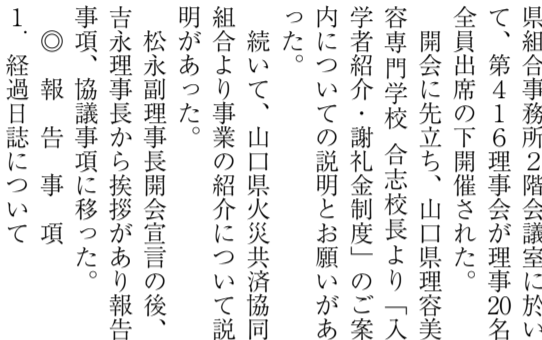 県組合事務所2階会議室に於い
て、第416理事会が理事20名
全員出席の下開催された。
　開会に先立ち、山口県理容美
容専門学校 合志校長より「入
学者紹介・謝礼金制度」のご案
内についての説明とお願いがあ
った。
　続いて、山口県火災共済協同
組合より事業の紹介について説
明があった。
　松永副理事長開会宣言の後、
吉永理事長から挨拶があり報告
事項、協議事項に移った。
　◎ 報 告 事 項
1．経過日誌について